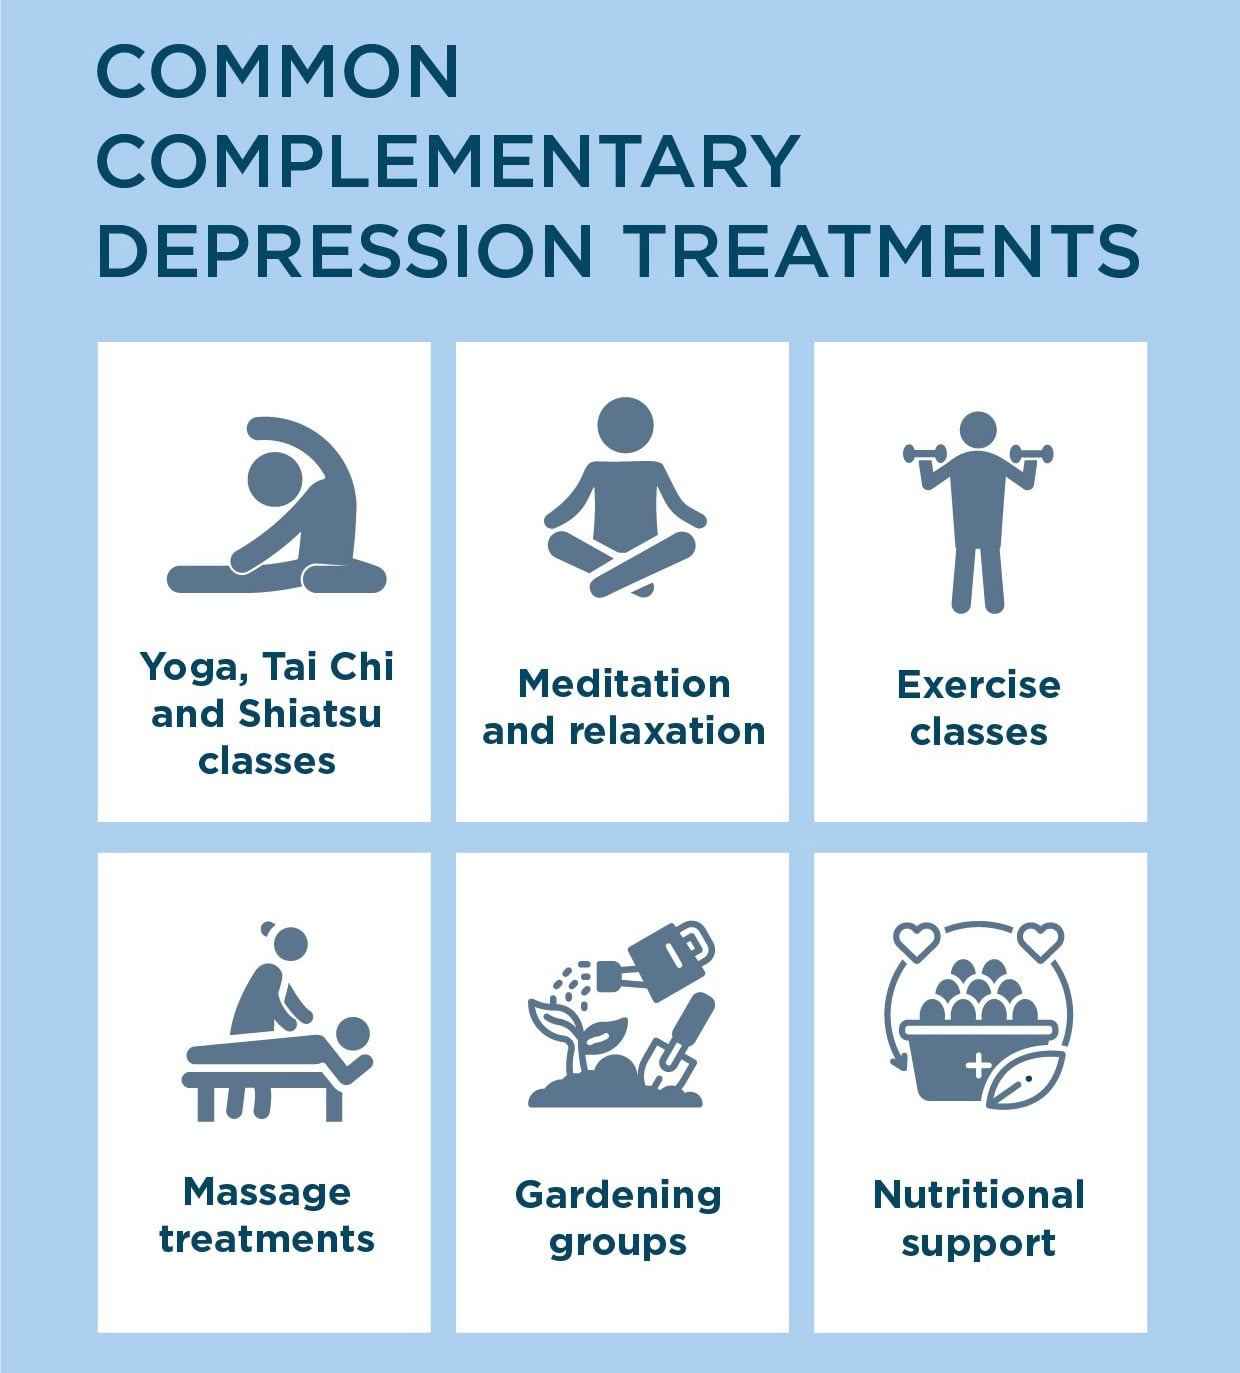 COMMON
COMPLEMENTARY
DEPRESSION TREATMENTS
Yoga, Tai Chi
and Shiatsu
classes
Meditation
and relaxation
Exercise
classes
Massage
treatments
Gardening
groups
Nutritional
support